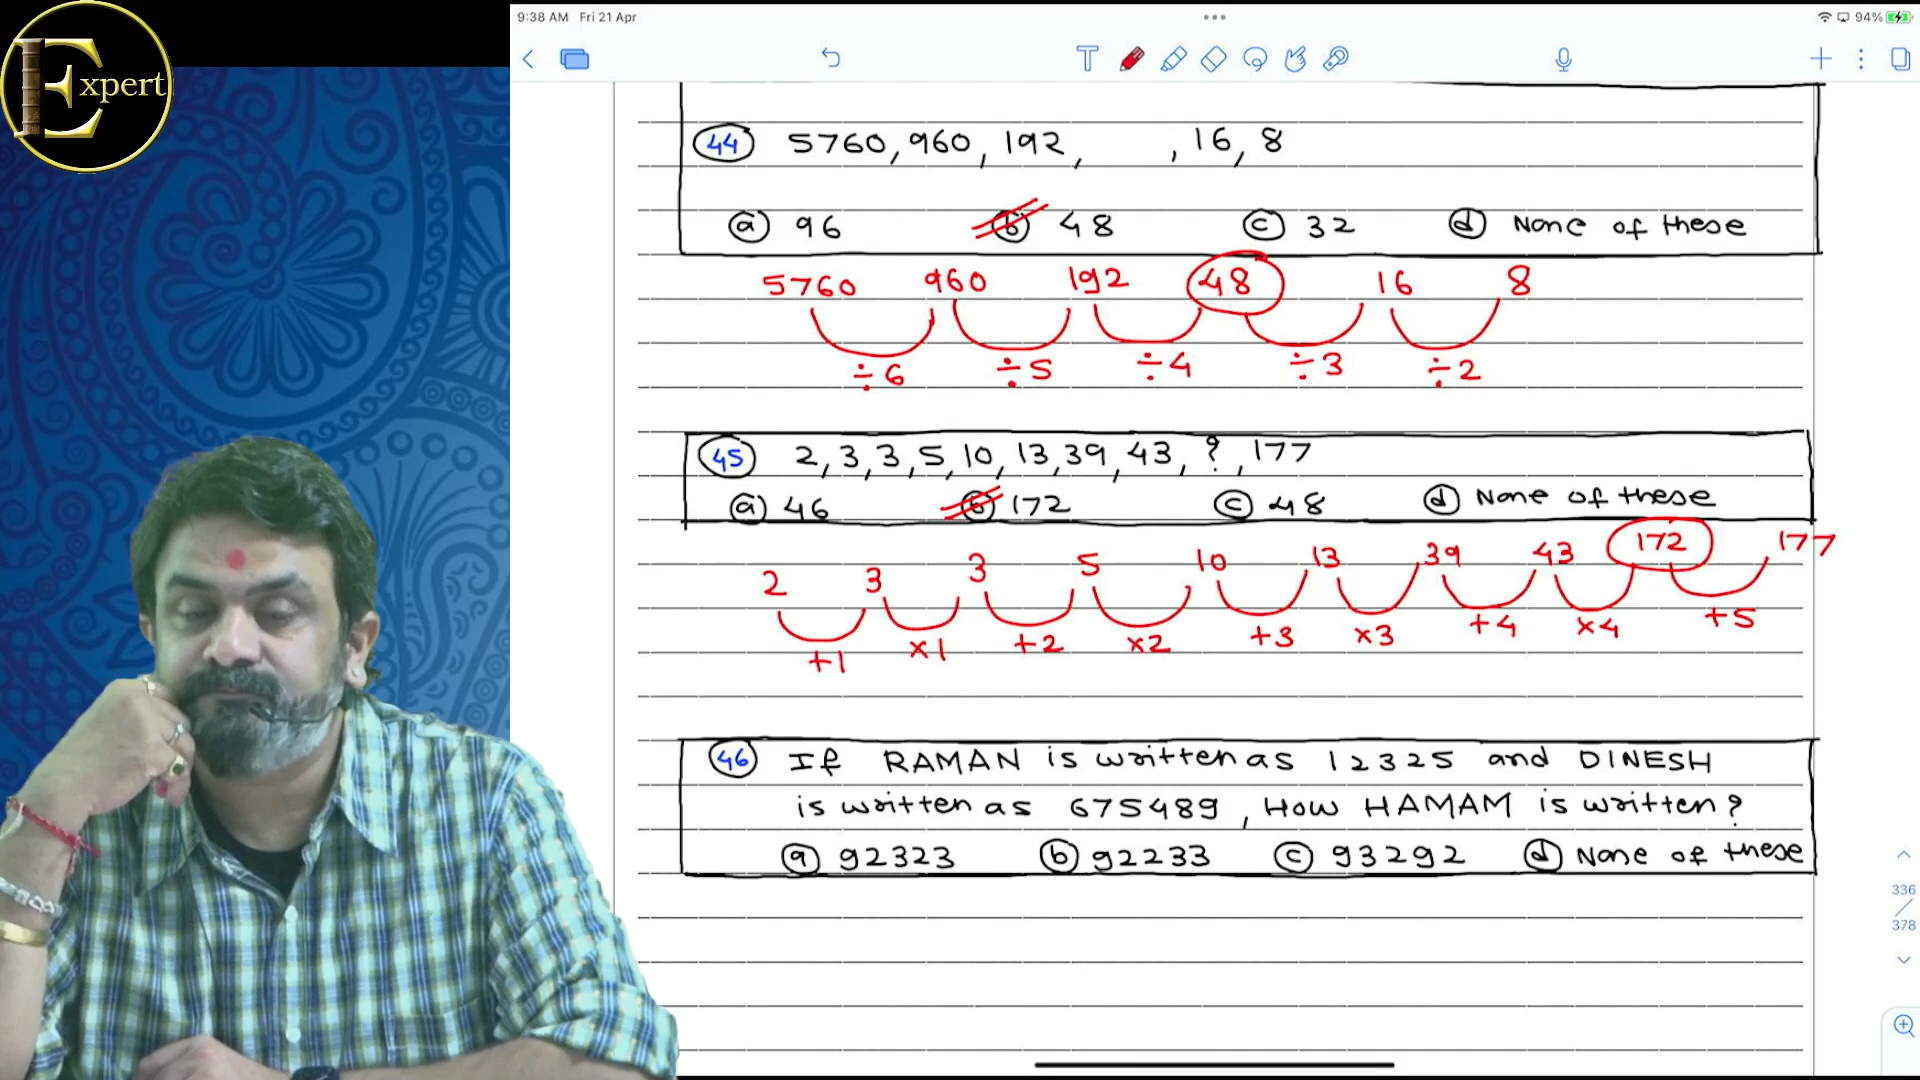 9:38 AM Fri 21 Apr
94%
Expert
44 5760, 960, 192, , 16, 8
a 96 b 48 c 32 d None of these
5760 960 192 48 16 8
÷6 ÷5 ÷4 ÷3 ÷2
45 2, 3, 3, 5, 10, 13, 39, 43, ?, 177
a 46 b 172 c 48 d None of these
2 3 3 5 10 13 39 43 172 177
+1 ×1 +2 ×2 +3 ×3 +4 ×4 +5
46 If RAMAN is written as 12325 and DINESH
is written as 675489, How HAMAM is written?
a 92323 b 92233 c 93292 d None of these
336
378